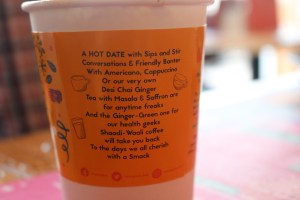 A HOT DATE with Sips and Stir
Conversations & Friendly Banter
With Americano, Cappuccino
Or our very own
Desi Chai Ginger
Tea with Masala & Saffron are
for anytime freaks
And the Ginger-Green one for
our health geeks
Shaadi-Waali coffee
will take you back
To the days we all cherish
with a Smack